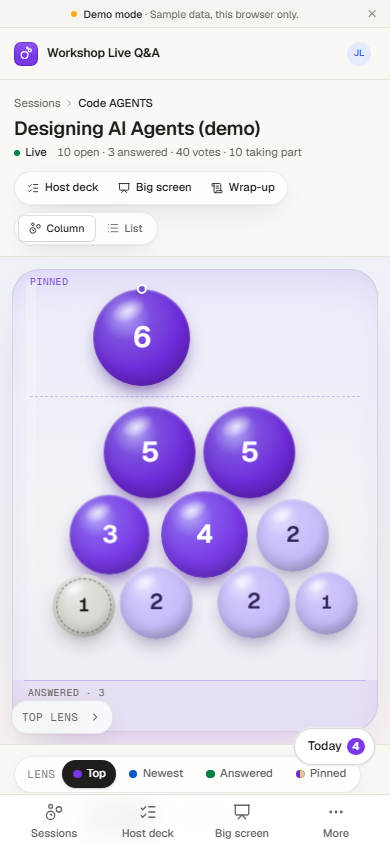 Demo mode · Sample data, this browser only.
Workshop Live Q&A
JL
Sessions > Code AGENTS
Designing AI Agents (demo)
Live 10 open · 3 answered · 40 votes · 10 taking part
Host deck Big screen Wrap-up
Column List
PINNED
6
5 5
3 4 2
1 2 2 1
ANSWERED · 3
TOP LENS
Today 4
LENS Top Newest Answered Pinned
Sessions Host deck Big screen More